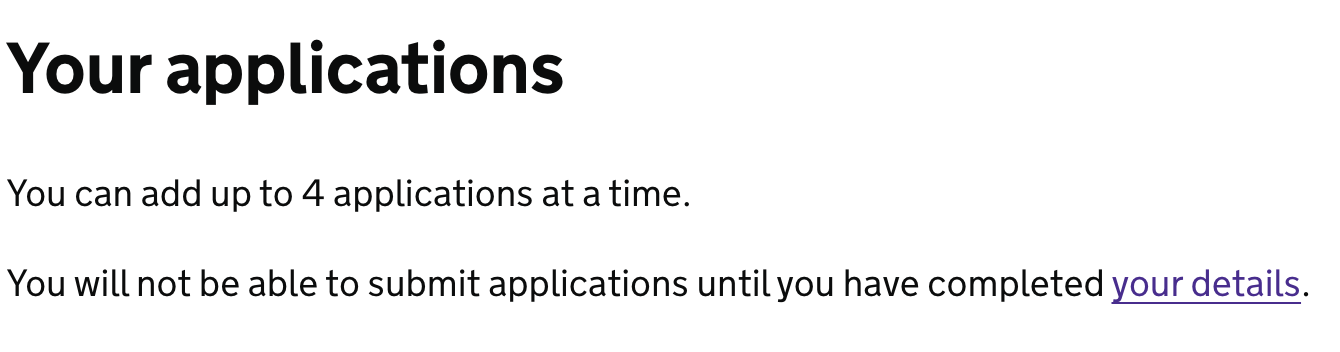 Your applications
You can add up to 4 applications at a time.
You will not be able to submit applications until you have completed your details.